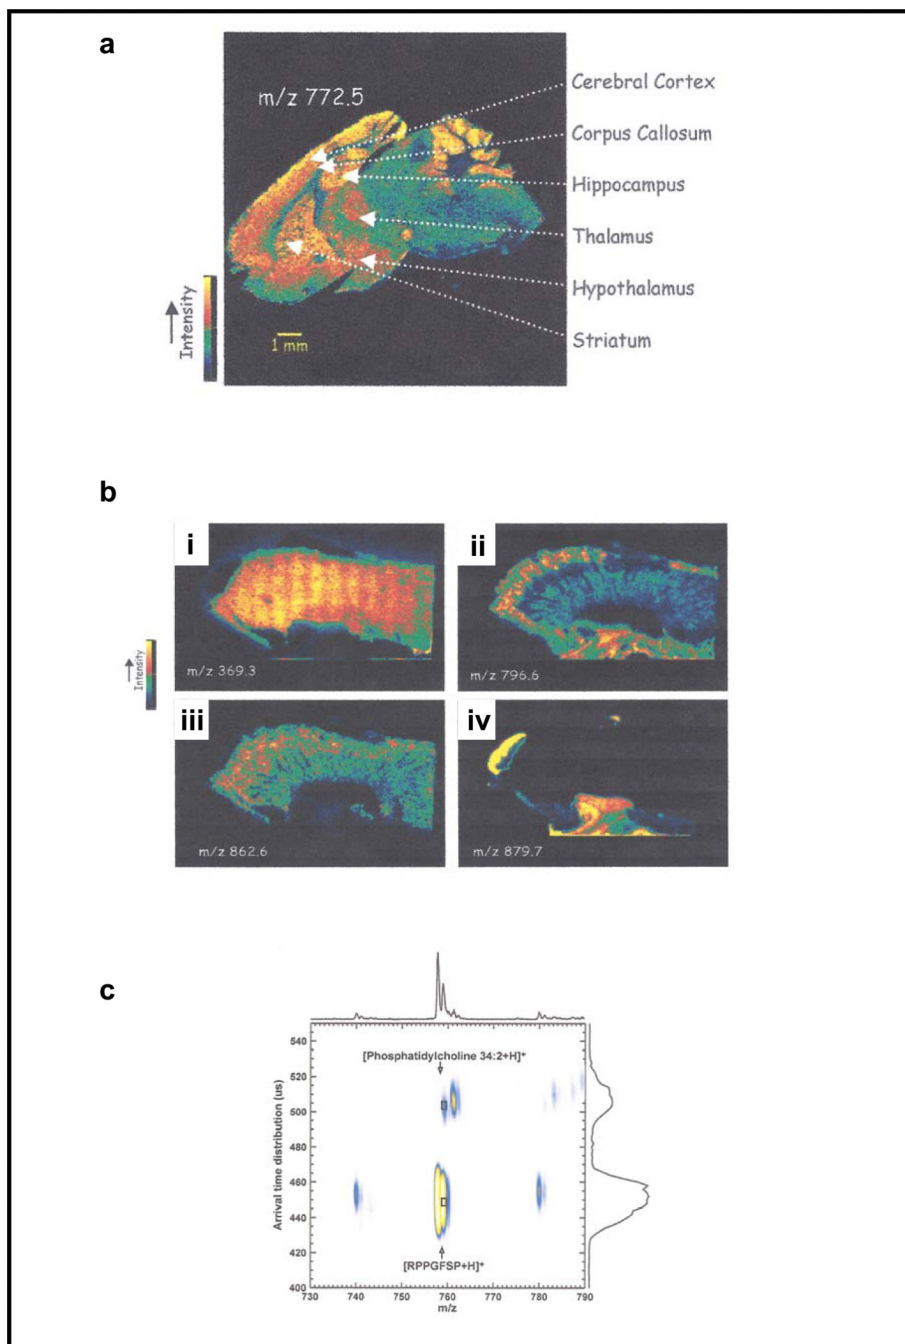 a
m/z 772.5
Cerebral Cortex
Corpus Callosum
Hippocampus
Thalamus
Hypothalamus
Striatum
Intensity
1 mm
b
i
ii
Intensity
m/z 369.3
m/z 796.6
iii
iv
m/z 862.6
m/z 879.7
c
540
520
500
480
460
440
420
400
Arrival time distribution (us)
[Phosphatidylcholine 34:2+H]⁺
[RPPGFSP+H]⁺
730 740 750 760 770 780 790
m/z